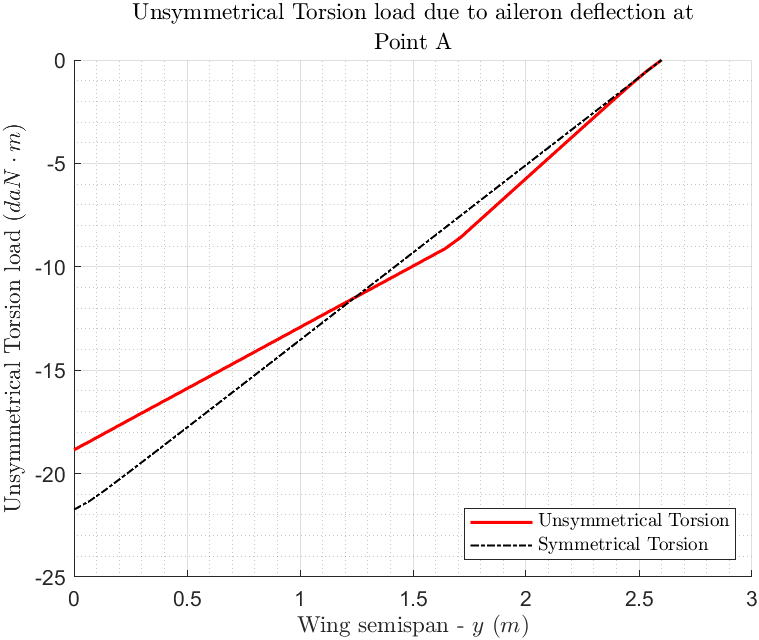 Unsymmetrical Torsion load due to aileron deflection at
Point A
Unsymmetrical Torsion load (daN · m)
0
-5
-10
-15
-20
-25
0
0.5
1
1.5
2
2.5
3
Wing semispan - y (m)
Unsymmetrical Torsion
Symmetrical Torsion